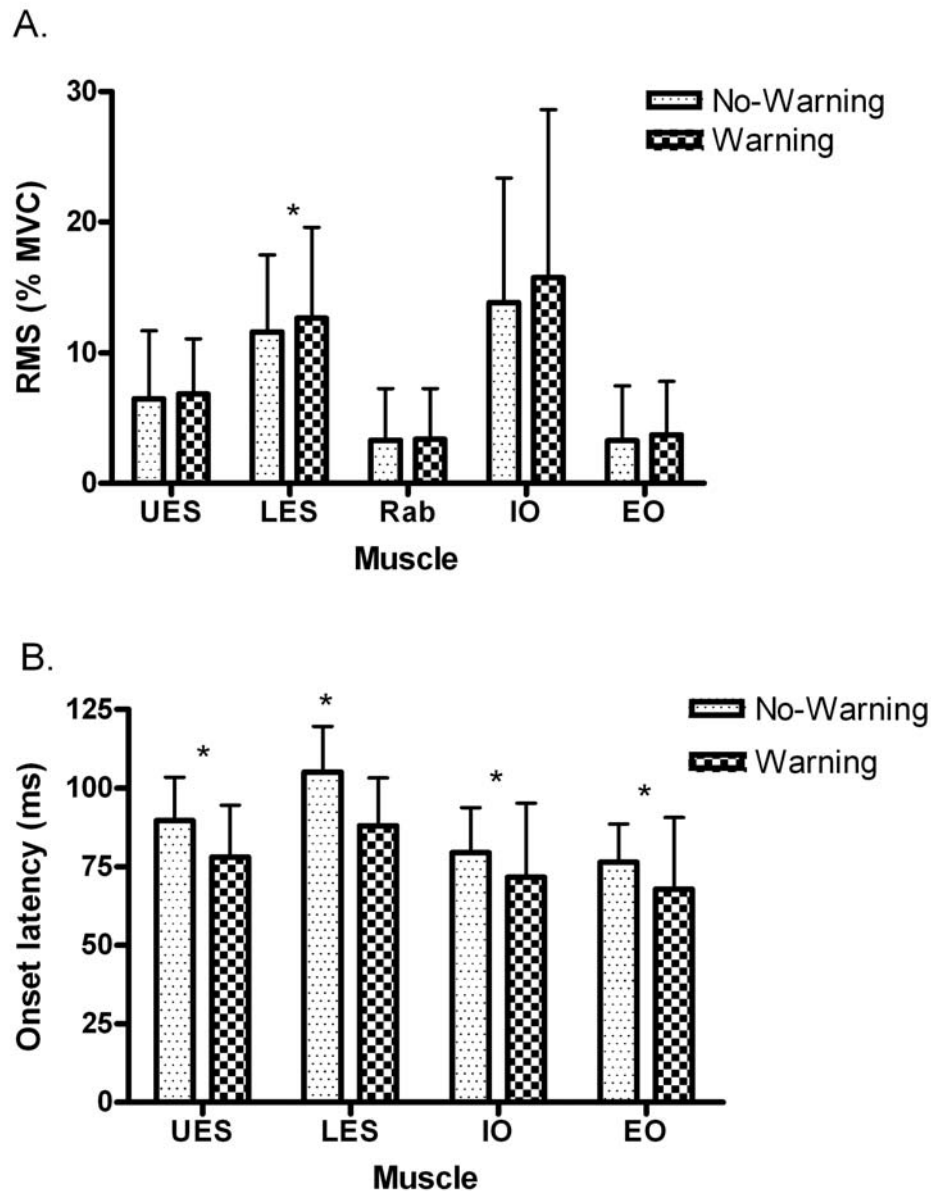 A.
30
20
10
0
RMS (% MVC)
No-Warning
Warning
*
UES LES Rab IO EO
Muscle
B.
125
100
75
50
25
0
Onset latency (ms)
No-Warning
Warning
* * * *
UES LES IO EO
Muscle